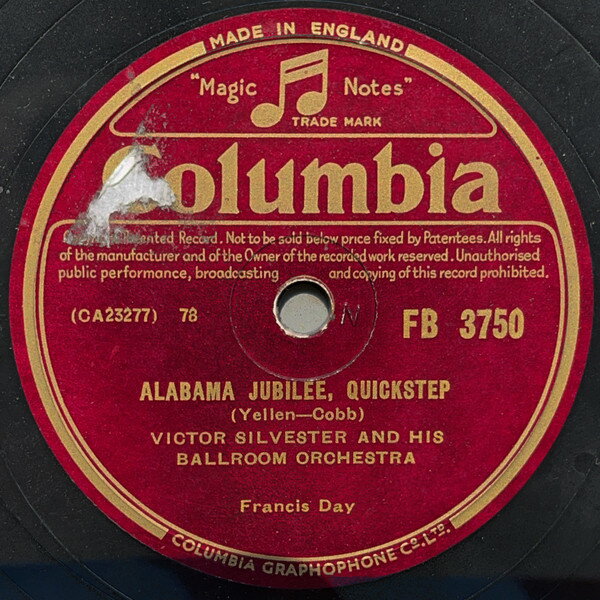 MADE IN ENGLAND
"Magic Notes"
TRADE MARK
Columbia
Record. Not to be sold below price fixed by Patentees. All rights
of the manufacturer and of the Owner of the recorded work reserved. Unauthorised
public performance, broadcasting and copying of this record prohibited.
(CA23277) 78 FB 3750
N
ALABAMA JUBILEE, QUICKSTEP
(Yellen—Cobb)
VICTOR SILVESTER AND HIS
BALLROOM ORCHESTRA
Francis Day
COLUMBIA GRAPHOPHONE CO. LTD.